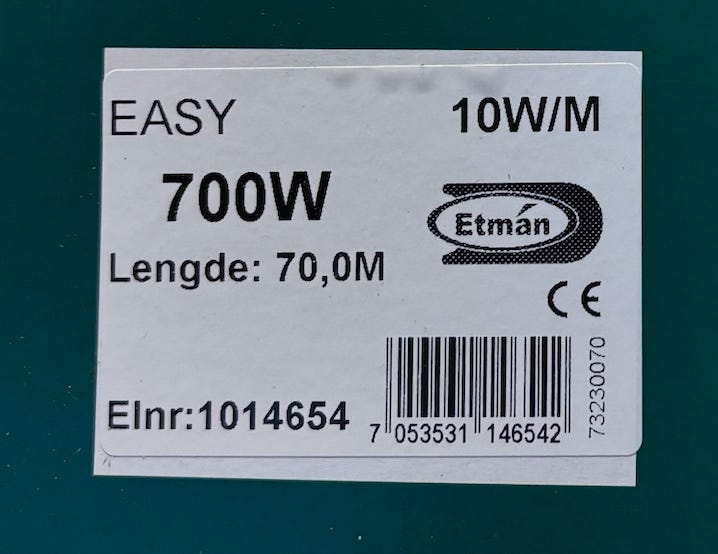 EASY 10W/M
700W
Etmán
Lengde: 70,0M
CE
Elnr:1014654
7 053531 146542
73230070